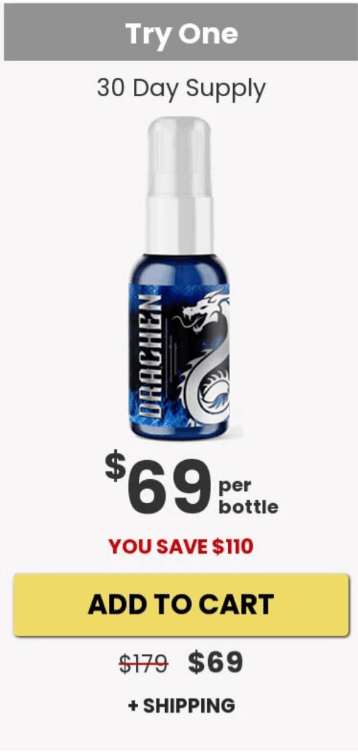 Try One
30 Day Supply
DRACHEN
$69 per
bottle
YOU SAVE $110
ADD TO CART
$179 $69
+ SHIPPING